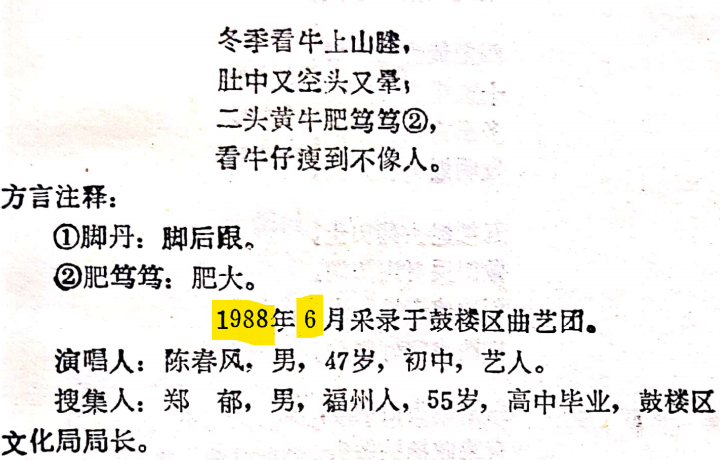 冬季看牛上山塍，
肚中又空头又晕；
二头黄牛肥笃笃②，
看牛仔瘦到不像人。
方言注释：
①脚丹：脚后跟。
②肥笃笃：肥大。
1988年6月采录于鼓楼区曲艺团。
演唱人：陈春风，男，47岁，初中，艺人。
搜集人：郑　郁，男，福州人，55岁，高中毕业，鼓楼区
文化局局长。